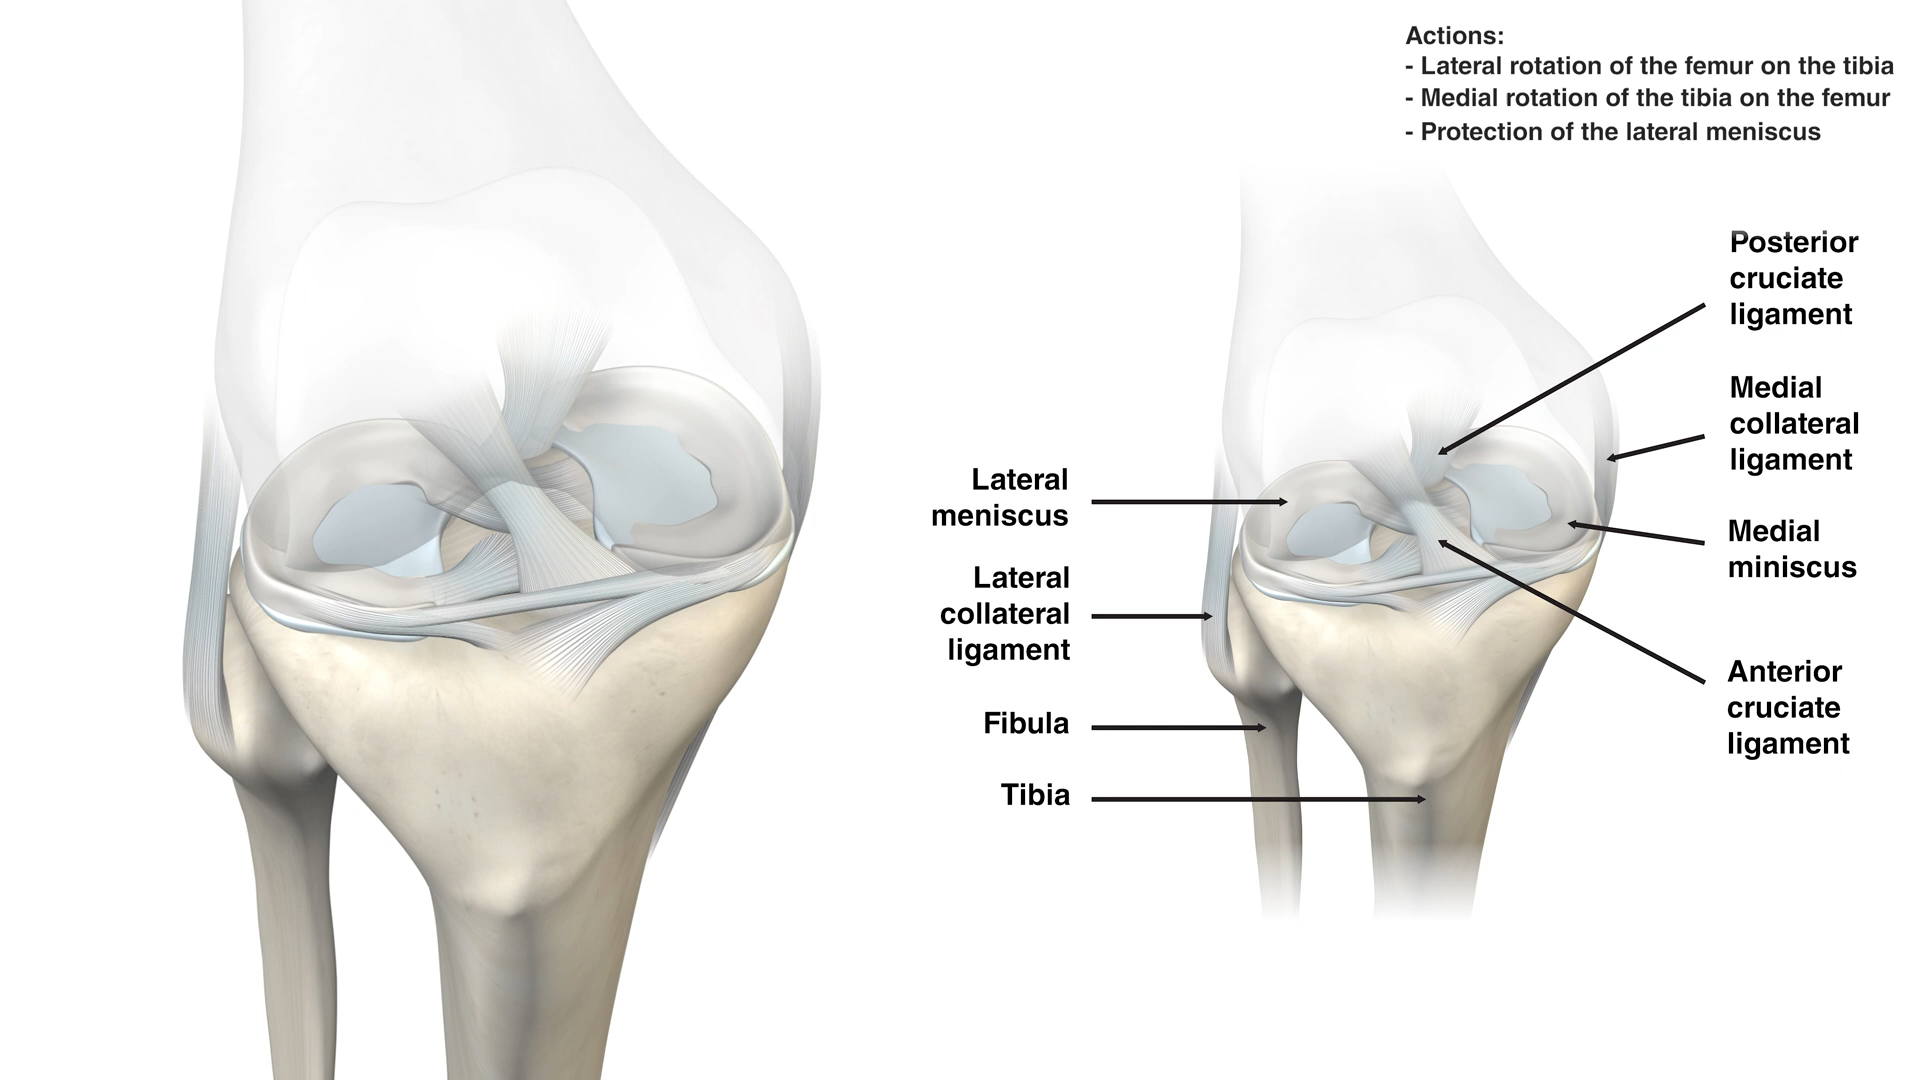 Actions:
- Lateral rotation of the femur on the tibia
- Medial rotation of the tibia on the femur
- Protection of the lateral meniscus
Posterior
cruciate
ligament
Medial
collateral
ligament
Medial
miniscus
Anterior
cruciate
ligament
Lateral
meniscus
Lateral
collateral
ligament
Fibula
Tibia